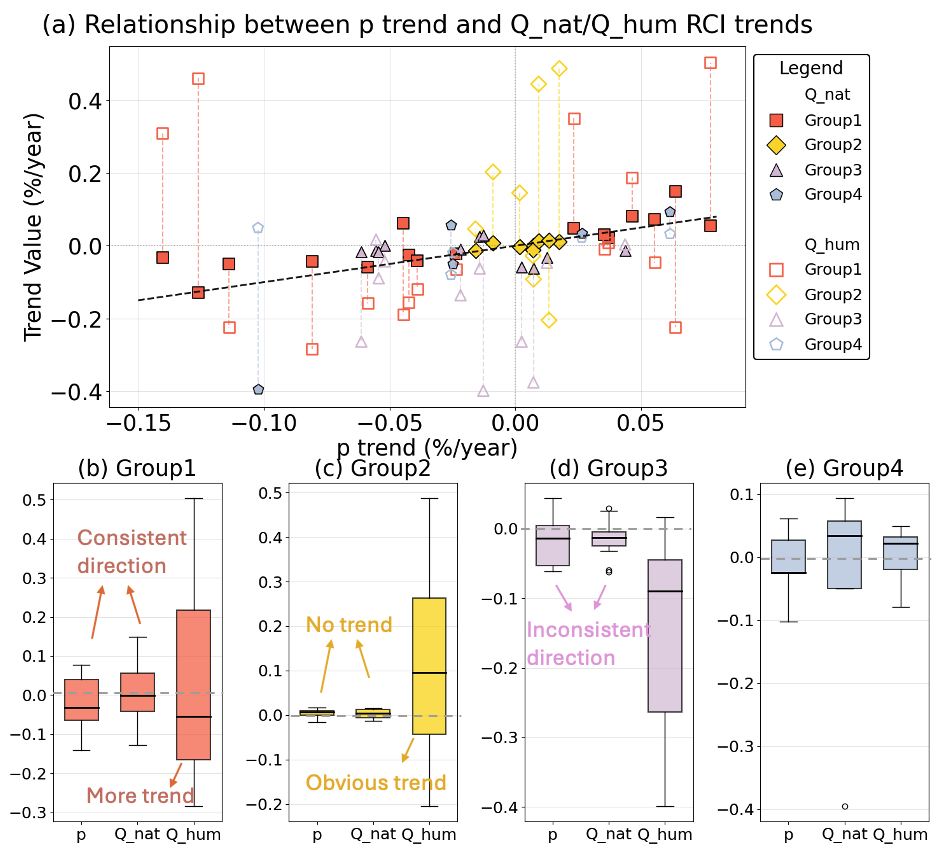 (a) Relationship between p trend and Q_nat/Q_hum RCI trends
Trend Value (%/year)
0.4
0.2
0.0
−0.2
−0.4
−0.15
−0.10
−0.05
0.00
0.05
p trend (%/year)
Legend
Q_nat
Group1
Group2
Group3
Group4
Q_hum
Group1
Group2
Group3
Group4
(b) Group1
0.5
0.4
0.3
0.2
0.1
0.0
−0.1
−0.2
−0.3
Consistent
direction
More trend
p
Q_nat
Q_hum
(c) Group2
0.5
0.4
0.3
0.2
0.1
0.0
−0.1
−0.2
No trend
Obvious trend
p
Q_nat
Q_hum
(d) Group3
0.0
−0.1
−0.2
−0.3
−0.4
Inconsistent
direction
p
Q_nat
Q_hum
(e) Group4
0.1
0.0
−0.1
−0.2
−0.3
−0.4
p
Q_nat
Q_hum